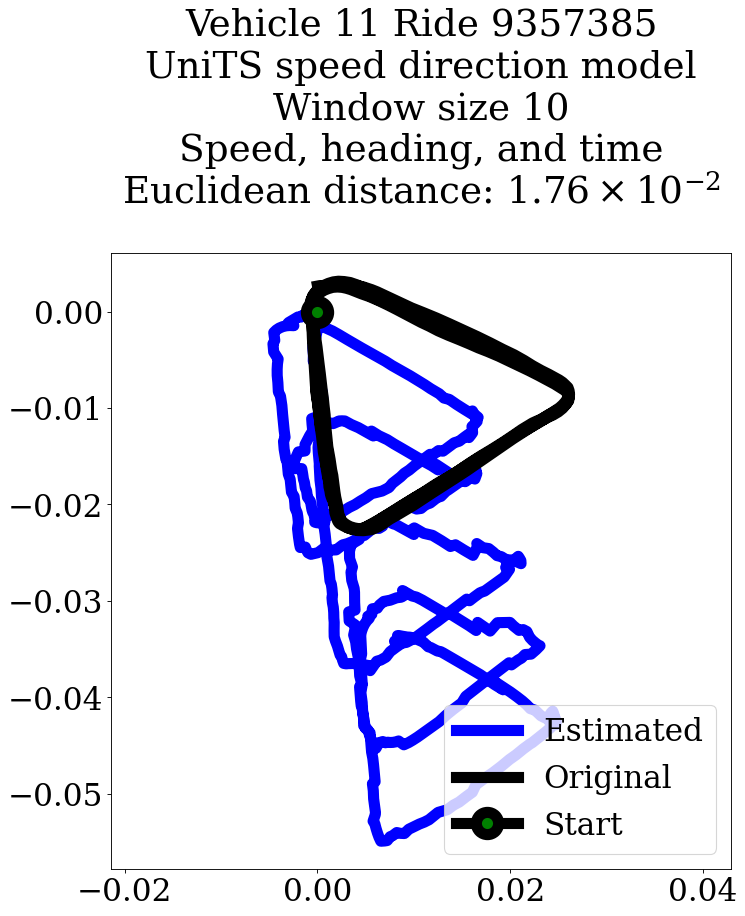 Vehicle 11 Ride 9357385
UniTS speed direction model
Window size 10
Speed, heading, and time
Euclidean distance: 1.76 × 10⁻²
0.00
−0.01
−0.02
−0.03
−0.04
−0.05
Estimated
Original
Start
−0.02
0.00
0.02
0.04